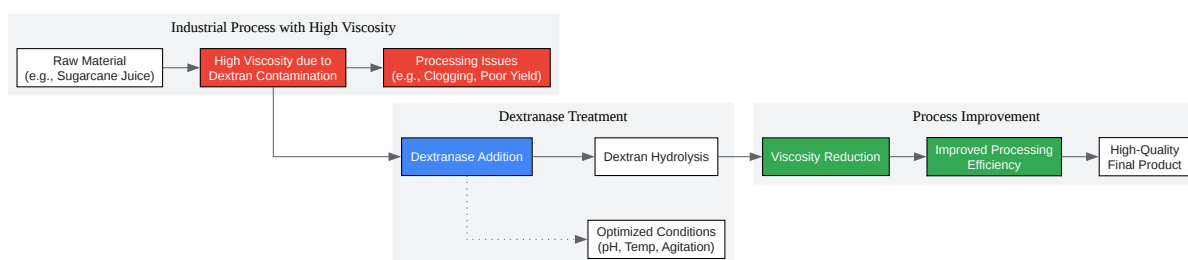 Industrial Process with High Viscosity
Raw Material
(e.g., Sugarcane Juice)
High Viscosity due to
Dextran Contamination
Processing Issues
(e.g., Clogging, Poor Yield)
Dextranase Treatment
Dextranase Addition
Dextran Hydrolysis
Optimized Conditions
(pH, Temp, Agitation)
Process Improvement
Viscosity Reduction
Improved Processing
Efficiency
High-Quality
Final Product